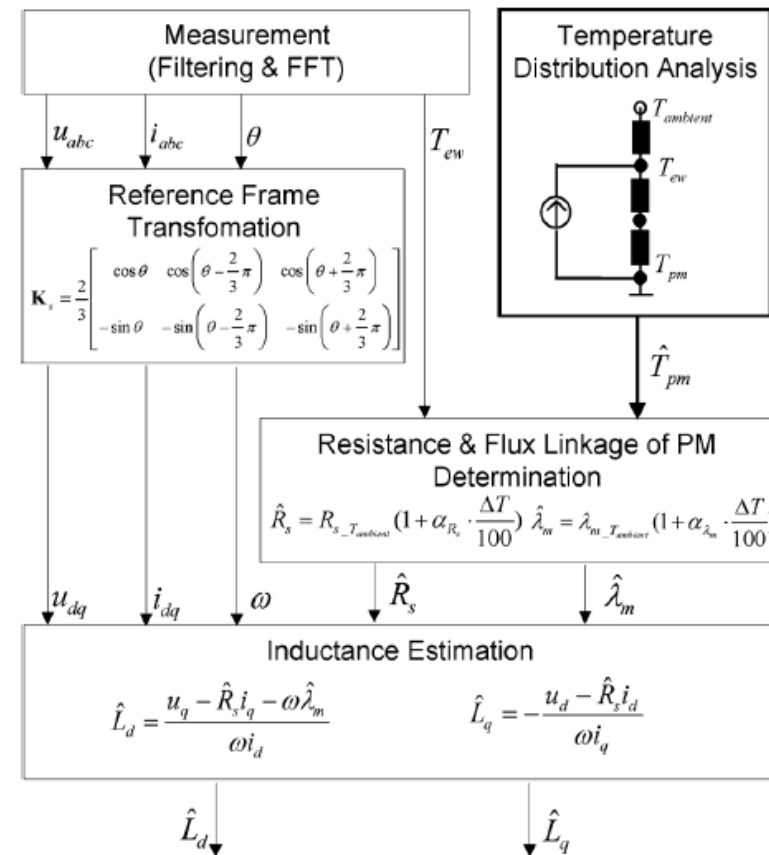 Measurement
(Filtering & FFT)
Temperature
Distribution Analysis
T_ambient
T_ew
T_pm
u_abc
i_abc
θ
T_ew
Reference Frame
Transfomation
K_s = 2/3 [ cos θ cos(θ − 2/3 π) cos(θ + 2/3 π)
− sin θ − sin(θ − 2/3 π) − sin(θ + 2/3 π) ]
T̂_pm
Resistance & Flux Linkage of PM
Determination
R̂_s = R_s_T_ambient (1 + α_R_s · ΔT/100) λ̂_m = λ_m_T_ambient (1 + α_λ_m · ΔT/100)
u_dq
i_dq
ω
R̂_s
λ̂_m
Inductance Estimation
L̂_d = (u_q − R̂_s i_q − ω λ̂_m) / (ω i_d)
L̂_q = − (u_d − R̂_s i_d) / (ω i_q)
L̂_d
L̂_q